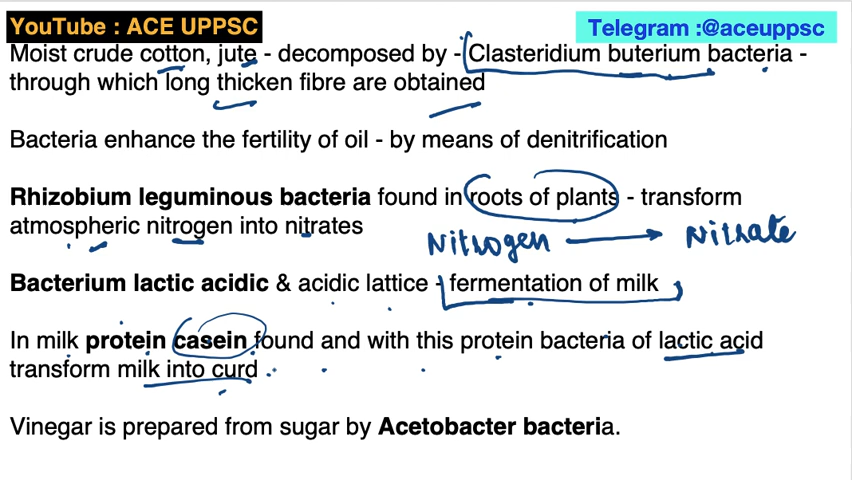 YouTube : ACE UPPSC
Telegram :@aceuppsc
Moist crude cotton, jute - decomposed by - Clasteridium buterium bacteria -
through which long thicken fibre are obtained
Bacteria enhance the fertility of oil - by means of denitrification
Rhizobium leguminous bacteria found in roots of plants - transform
atmospheric nitrogen into nitrates
Nitrogen → Nitrate
Bacterium lactic acidic & acidic lattice - fermentation of milk
In milk protein casein found and with this protein bacteria of lactic acid
transform milk into curd
Vinegar is prepared from sugar by Acetobacter bacteria.